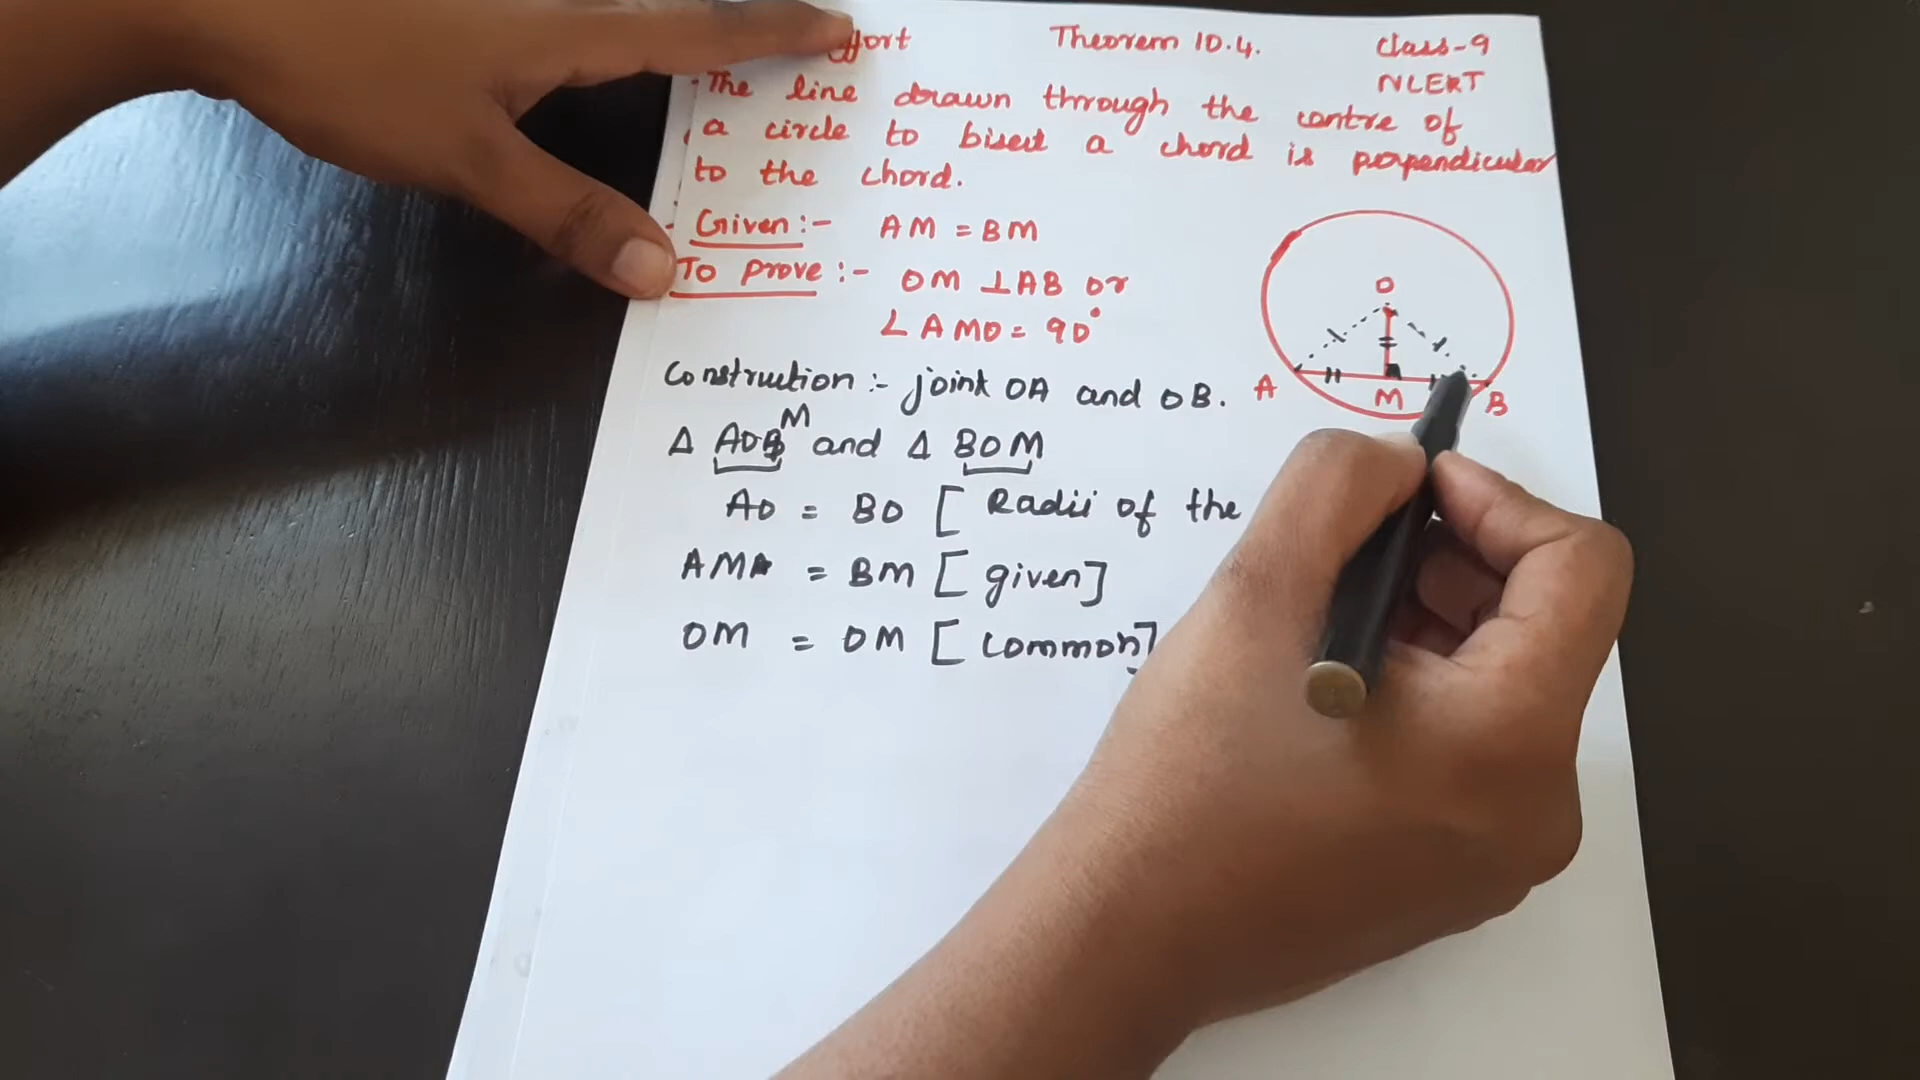 Theorem 10.4.
Class-9
NCERT
The line drawn through the centre of
a circle to bisect a chord is perpendicular
to the chord.
Given :- AM = BM
To prove :- OM ⊥ AB or
∠AMO = 90°
Construction :- joint OA and OB.
Δ AOM and Δ BOM
AO = BO [Radii of the
AM = BM [given]
OM = OM [common]
O
A
M
B